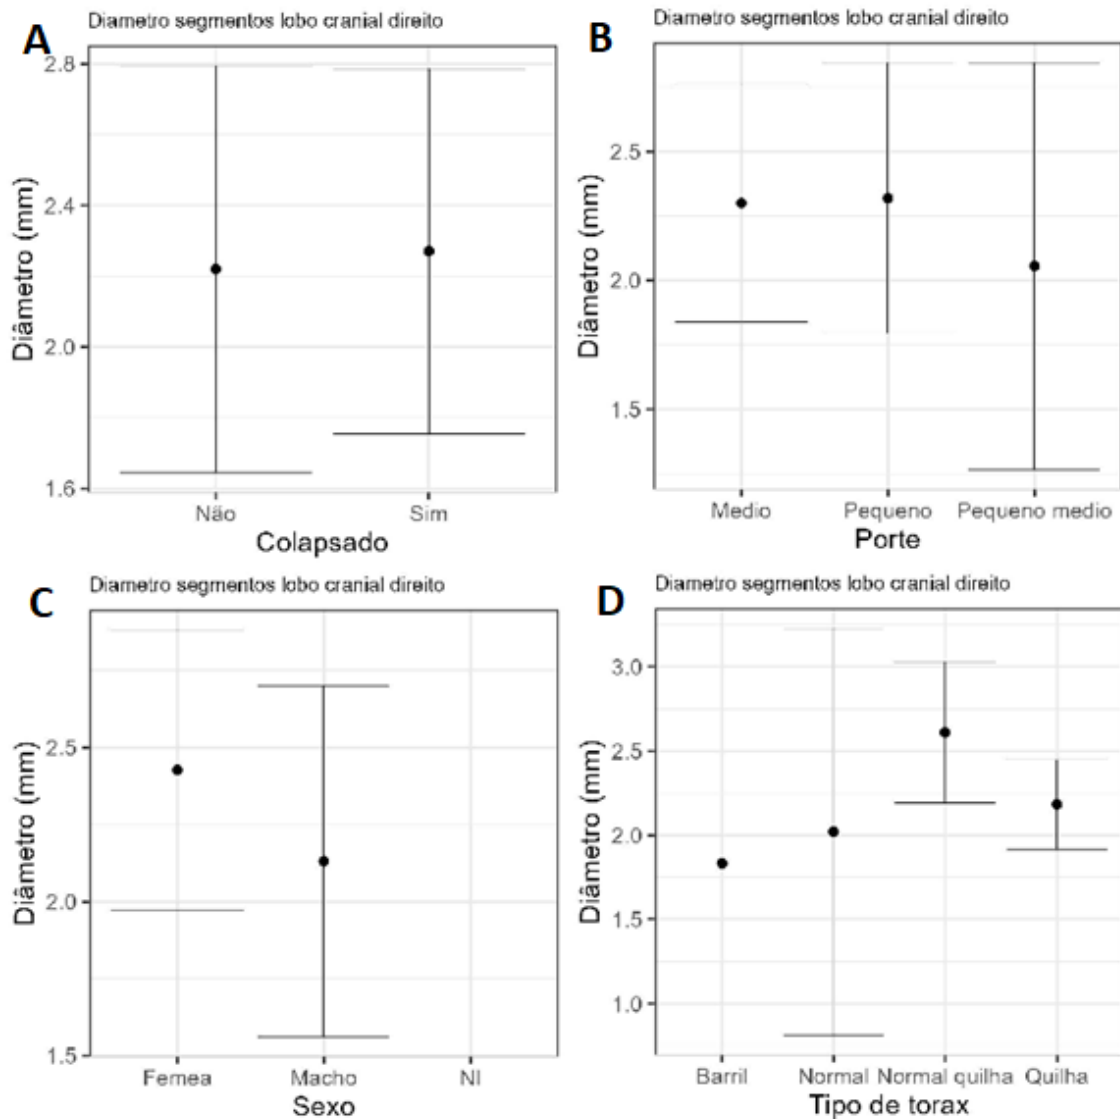 A
Diametro segmentos lobo cranial direito
2.8
2.4
2.0
1.6
Diâmetro (mm)
Não Sim
Colapsado
B
Diametro segmentos lobo cranial direito
2.5
2.0
1.5
Diâmetro (mm)
Medio Pequeno Pequeno medio
Porte
C
Diametro segmentos lobo cranial direito
2.5
2.0
1.5
Diâmetro (mm)
Femea Macho NI
Sexo
D
Diametro segmentos lobo cranial direito
3.0
2.5
2.0
1.5
1.0
Diâmetro (mm)
Barril Normal Normal quilha Quilha
Tipo de torax